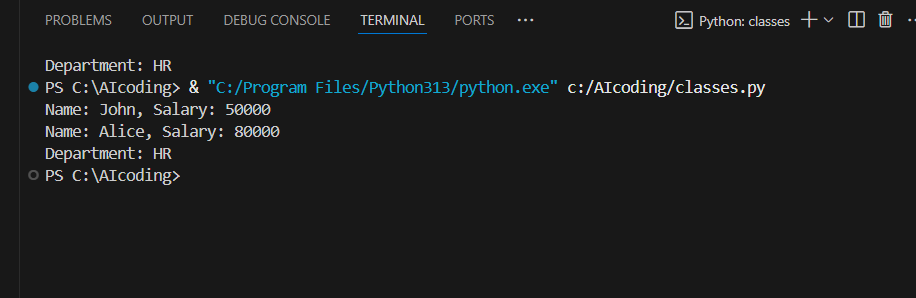 PROBLEMS OUTPUT DEBUG CONSOLE TERMINAL PORTS ... Python: classes
Department: HR
PS C:\AIcoding> & "C:/Program Files/Python313/python.exe" c:/AIcoding/classes.py
Name: John, Salary: 50000
Name: Alice, Salary: 80000
Department: HR
PS C:\AIcoding>